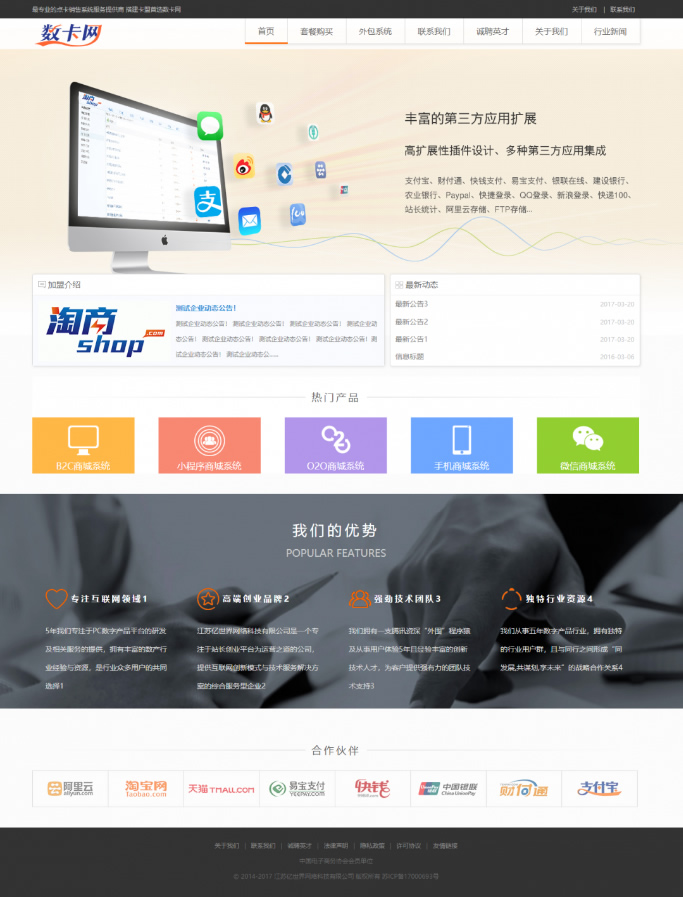 最专业的点卡销售系统服务提供商 搭建卡盟首选数卡网
关于我们 | 联系我们
数卡网
首页 套餐购买 外包系统 联系我们 诚聘英才 关于我们 行业新闻
丰富的第三方应用扩展
高扩展性插件设计、多种第三方应用集成
支付宝、财付通、快钱支付、易宝支付、银联在线、建设银行、
农业银行、Paypal、快捷登录、QQ登录、新浪登录、快递100、
站长统计、阿里云存储、FTP存储...
加盟介绍
淘商 shop .com
测试企业动态公告!
测试企业动态公告! 测试企业动态公告! 测试企业动态公告! 测试企业动
态公告! 测试企业动态公告! 测试企业动态公告! 测试企业动态公告! 测
试企业动态公告! 测试企业动态公......
最新动态
最新公告3 2017-03-20
最新公告2 2017-03-20
最新公告1 2017-03-20
信息标题 2016-03-06
热门产品
B2C商城系统
小程序商城系统
O2O商城系统
手机商城系统
微信商城系统
我们的优势
POPULAR FEATURES
专注互联网领域1
5年我们专注于PC数字产品平台的研发
及相关服务的提供,拥有丰富的数字产行
业经验与资源,是行业众多用户的共同
选择1
高端创业品牌2
江苏亿世界网络科技有限公司是一个专
注于站长创业平台为运营之道的公司,
提供互联网创新模式与技术服务解决方
案的综合服务型企业2
强劲技术团队3
我们拥有一支腾讯资深“外围”程序猿
及从事用户体验5年且经验丰富的创新
技术人才,为客户提供强有力的团队技
术支持3
独特行业资源4
我们从事五年数字产品行业,拥有独特
的行业用户群,且与同行之间形成“同
发展,共谋划,享未来”的战略合作关系4
合作伙伴
阿里云 aliyun.com
淘宝网 taobao.com
天猫 TMALL.COM
易宝支付 YEEPAY.COM
快钱
中国银联 China UnionPay
财付通
支付宝
关于我们 | 联系我们 | 诚聘英才 | 法律声明 | 隐私政策 | 许可协议 | 友情链接
中国电子商务协会会员单位
© 2014-2017 江苏亿世界网络科技有限公司 版权所有 苏ICP备17000693号